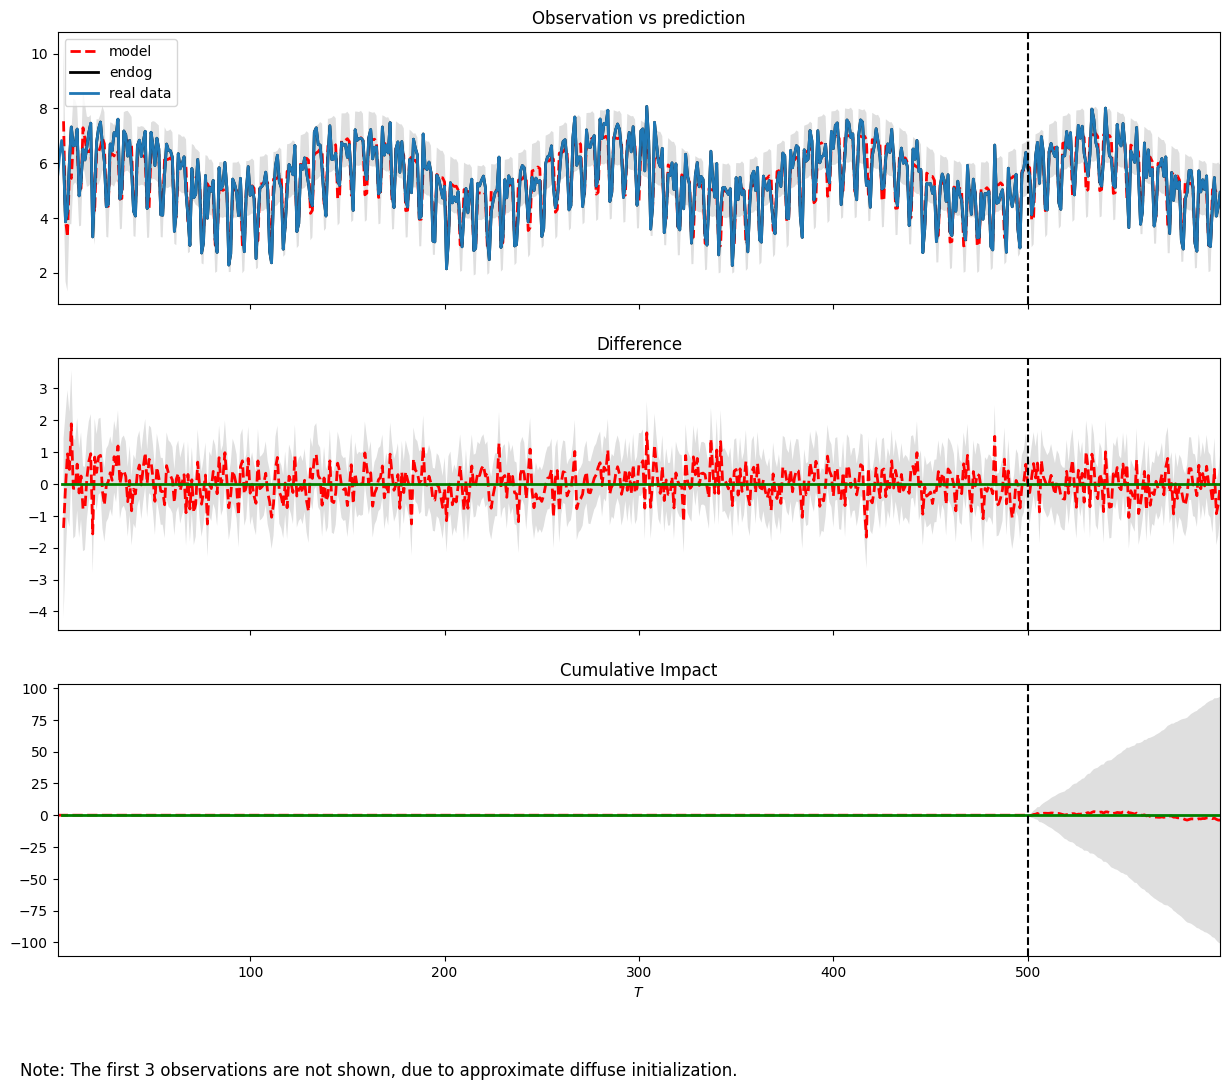 Observation vs prediction
10
8
6
4
2
model
endog
real data
Difference
3
2
1
0
−1
−2
−3
−4
Cumulative Impact
100
75
50
25
0
−25
−50
−75
−100
100 200 300 400 500
T
Note: The first 3 observations are not shown, due to approximate diffuse initialization.